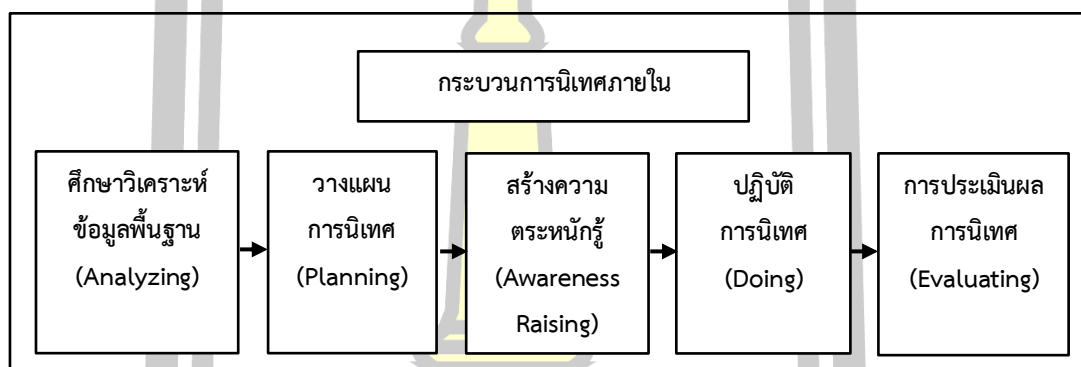 กระบวนการนิเทศภายใน
ศึกษาวิเคราะห์
ข้อมูลพื้นฐาน
(Analyzing)
วางแผน
การนิเทศ
(Planning)
สร้างความ
ตระหนักรู้
(Awareness
Raising)
ปฏิบัติ
การนิเทศ
(Doing)
การประเมินผล
การนิเทศ
(Evaluating)